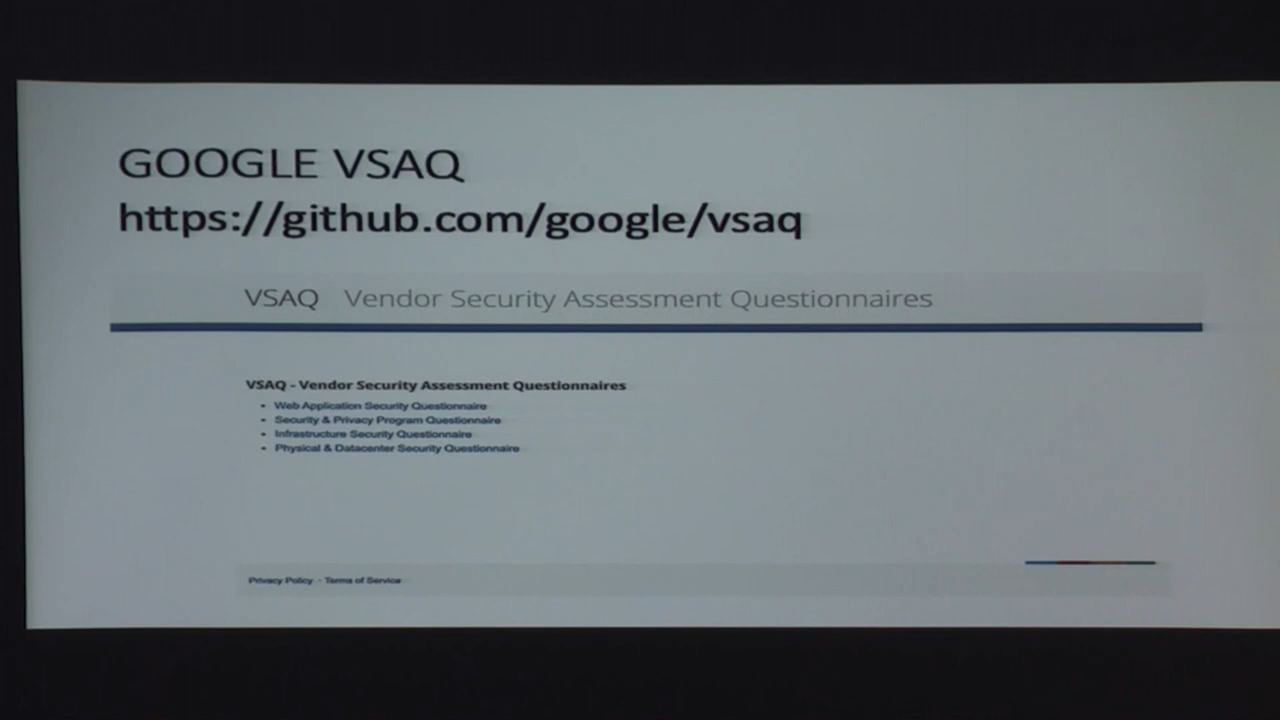 GOOGLE VSAQ
https://github.com/google/vsaq
VSAQ Vendor Security Assessment Questionnaires
VSAQ - Vendor Security Assessment Questionnaires
• Web Application Security Questionnaire
• Security & Privacy Program Questionnaire
• Infrastructure Security Questionnaire
• Physical & Datacenter Security Questionnaire
Privacy Policy · Terms of Service